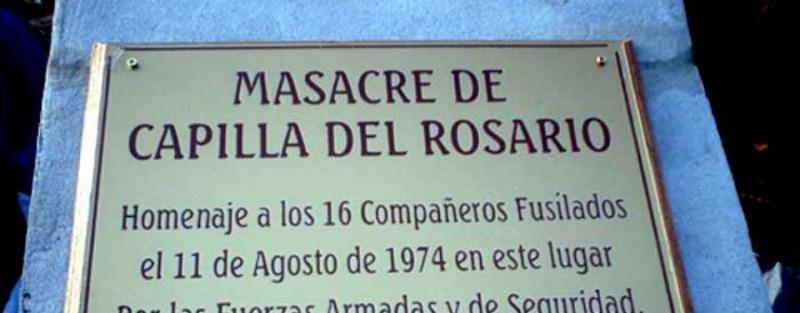 MASACRE DE
CAPILLA DEL ROSARIO
Homenaje a los 16 Compañeros Fusilados
el 11 de Agosto de 1974 en este lugar
Por las Fuerzas Armadas y de Seguridad.